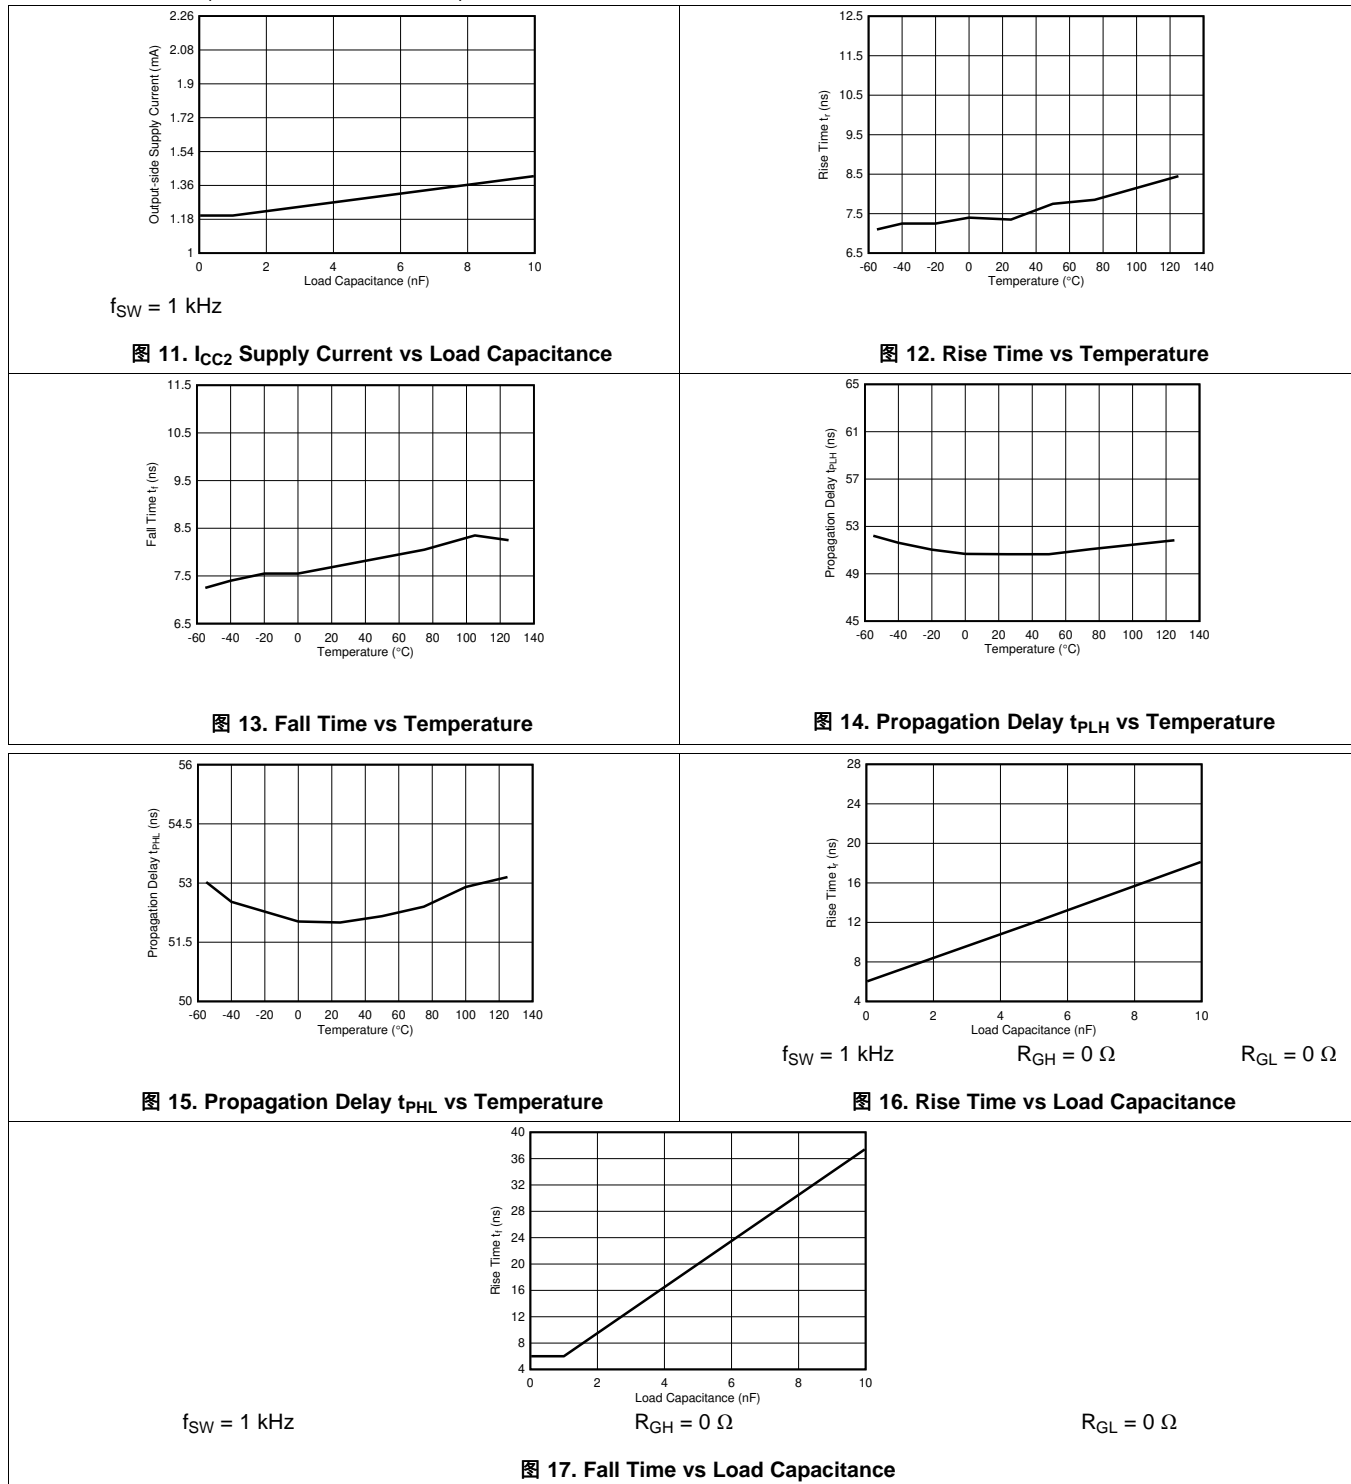 2.26
2.08
1.9
1.72
1.54
1.36
1.18
1
Output-side Supply Current (mA)
0 2 4 6 8 10
Load Capacitance (nF)
fSW = 1 kHz
图 11. ICC2 Supply Current vs Load Capacitance
12.5
11.5
10.5
9.5
8.5
7.5
6.5
Rise Time tr (ns)
-60 -40 -20 0 20 40 60 80 100 120 140
Temperature (°C)
图 12. Rise Time vs Temperature
11.5
10.5
9.5
8.5
7.5
6.5
Fall Time tf (ns)
-60 -40 -20 0 20 40 60 80 100 120 140
Temperature (°C)
图 13. Fall Time vs Temperature
65
61
57
53
49
45
Propagation Delay tPLH (ns)
-60 -40 -20 0 20 40 60 80 100 120 140
Temperature (°C)
图 14. Propagation Delay tPLH vs Temperature
56
54.5
53
51.5
50
Propagation Delay tPHL (ns)
-60 -40 -20 0 20 40 60 80 100 120 140
Temperature (°C)
图 15. Propagation Delay tPHL vs Temperature
28
24
20
16
12
8
4
Rise Time tr (ns)
0 2 4 6 8 10
Load Capacitance (nF)
fSW = 1 kHz RGH = 0 Ω RGL = 0 Ω
图 16. Rise Time vs Load Capacitance
40
36
32
28
24
20
16
12
8
4
Rise Time tf (ns)
0 2 4 6 8 10
Load Capacitance (nF)
fSW = 1 kHz RGH = 0 Ω RGL = 0 Ω
图 17. Fall Time vs Load Capacitance